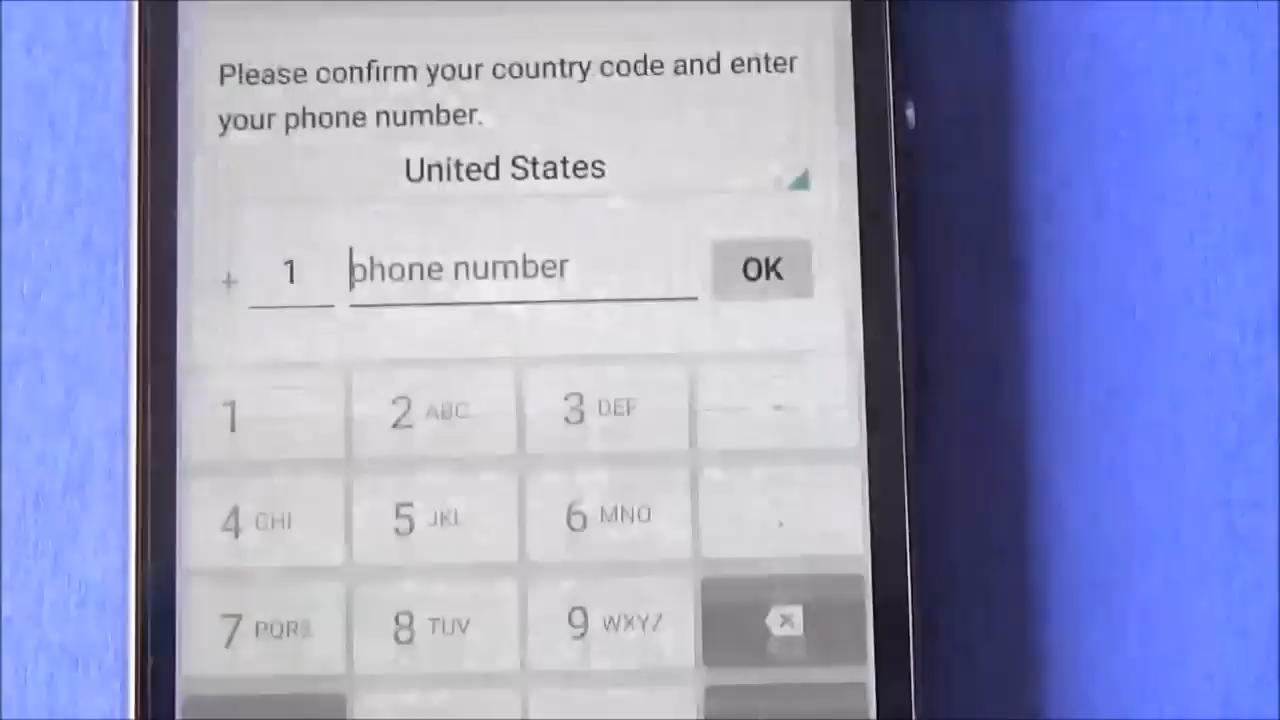 Please confirm your country code and enter
your phone number.
United States
+ 1 phone number OK
1 2 ABC 3 DEF -
4 GHI 5 JKL 6 MNO .
7 PQRS 8 TUV 9 WXYZ